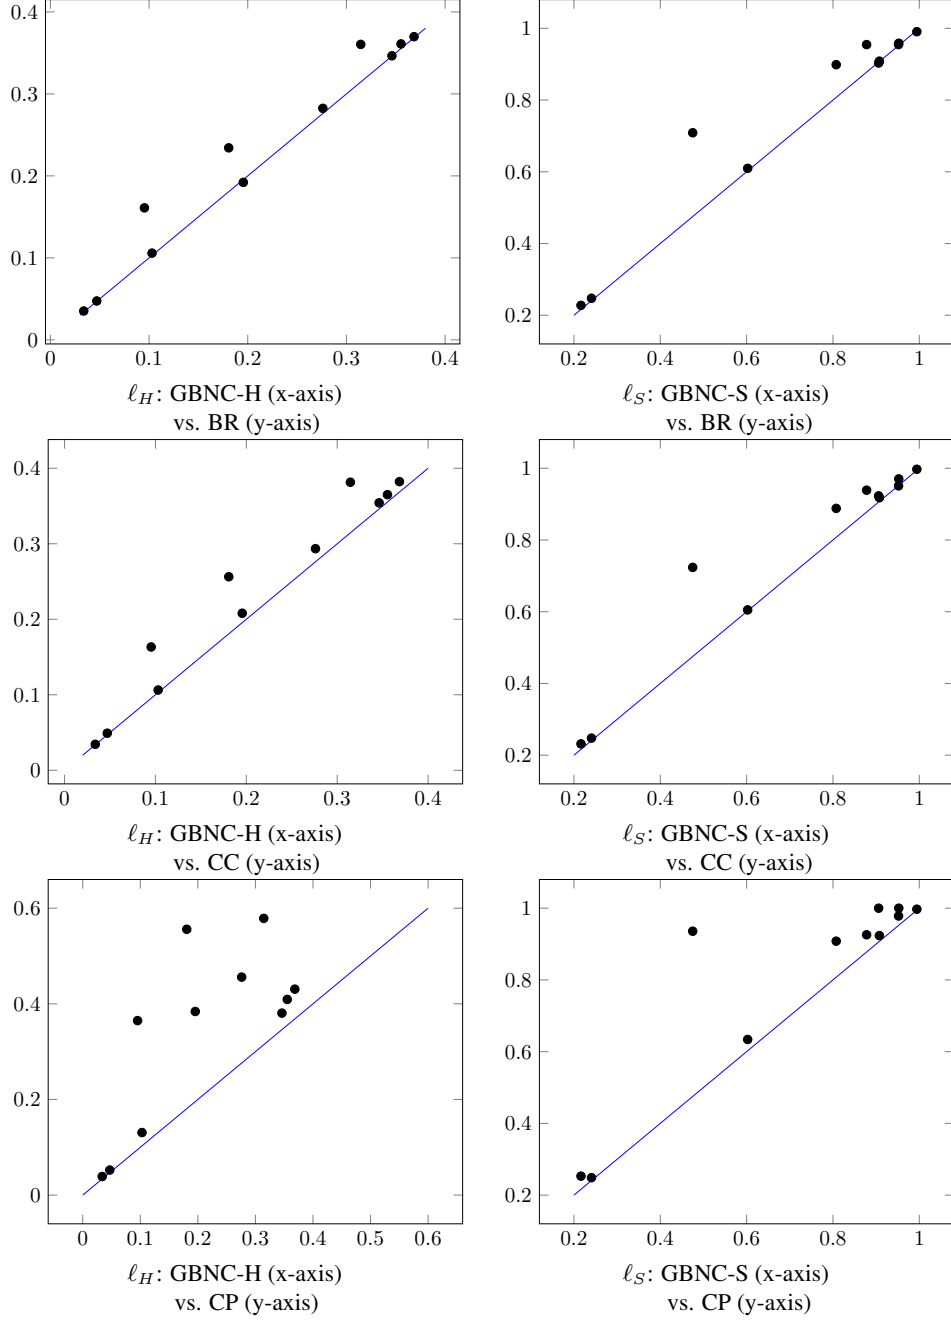 0.4
0.3
0.2
0.1
0
0 0.1 0.2 0.3 0.4
ℓ_H: GBNC-H (x-axis)
vs. BR (y-axis)
1
0.8
0.6
0.4
0.2
0.2 0.4 0.6 0.8 1
ℓ_S: GBNC-S (x-axis)
vs. BR (y-axis)
0.4
0.3
0.2
0.1
0
0 0.1 0.2 0.3 0.4
ℓ_H: GBNC-H (x-axis)
vs. CC (y-axis)
1
0.8
0.6
0.4
0.2
0.2 0.4 0.6 0.8 1
ℓ_S: GBNC-S (x-axis)
vs. CC (y-axis)
0.6
0.4
0.2
0
0 0.1 0.2 0.3 0.4 0.5 0.6
ℓ_H: GBNC-H (x-axis)
vs. CP (y-axis)
1
0.8
0.6
0.4
0.2
0.2 0.4 0.6 0.8 1
ℓ_S: GBNC-S (x-axis)
vs. CP (y-axis)